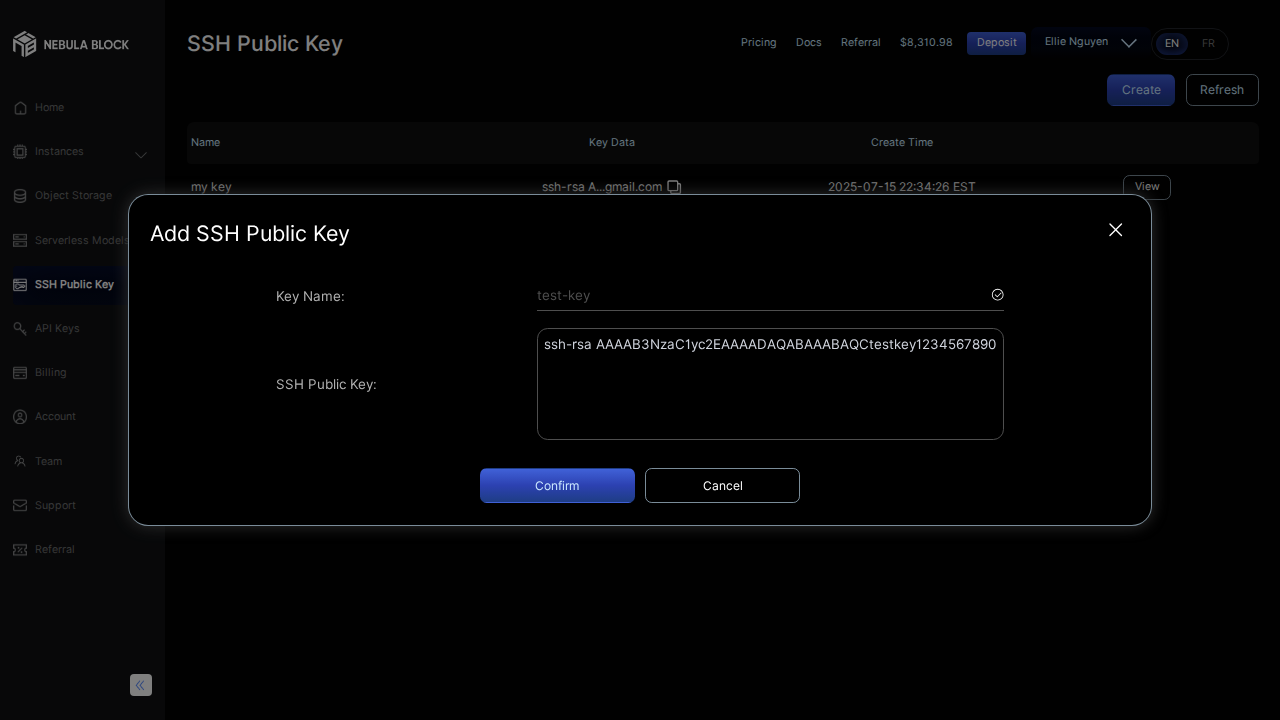 NEBULA BLOCK
SSH Public Key
Pricing
Docs
Referral
$8,310.98
Deposit
Ellie Nguyen
EN
FR
Create
Refresh
Home
Instances
Object Storage
Serverless Models
SSH Public Key
API Keys
Billing
Account
Team
Support
Referral
Name
Key Data
Create Time
my key
ssh-rsa A...gmail.com
2025-07-15 22:34:26 EST
View
Add SSH Public Key
Key Name:
test-key
SSH Public Key:
ssh-rsa AAAAB3NzaC1yc2EAAAADAQABAAABAQCtestkey1234567890
Confirm
Cancel